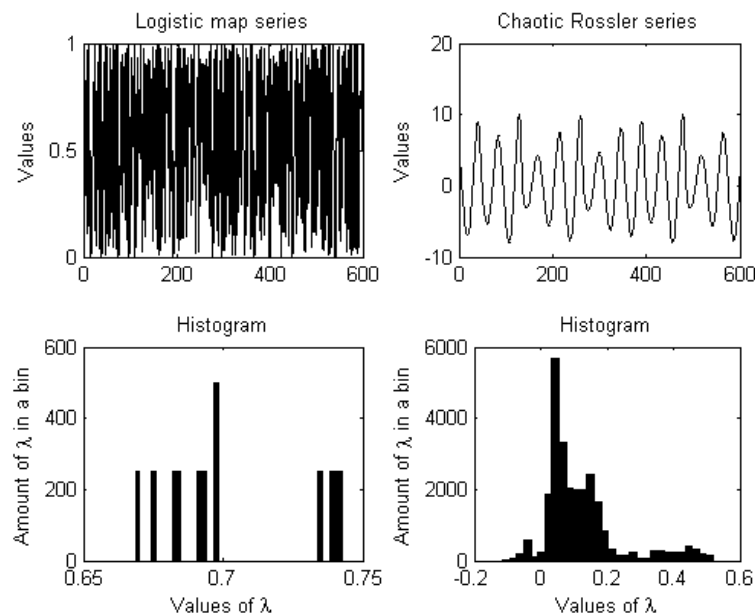 Logistic map series
Chaotic Rossler series
1
0.5
0
Values
0 200 400 600
20
10
0
-10
Values
0 200 400 600
Histogram
Histogram
600
400
200
0
Amount of λ in a bin
0.65 0.7 0.75
Values of λ
6000
4000
2000
0
Amount of λ in a bin
-0.2 0 0.2 0.4 0.6
Values of λ